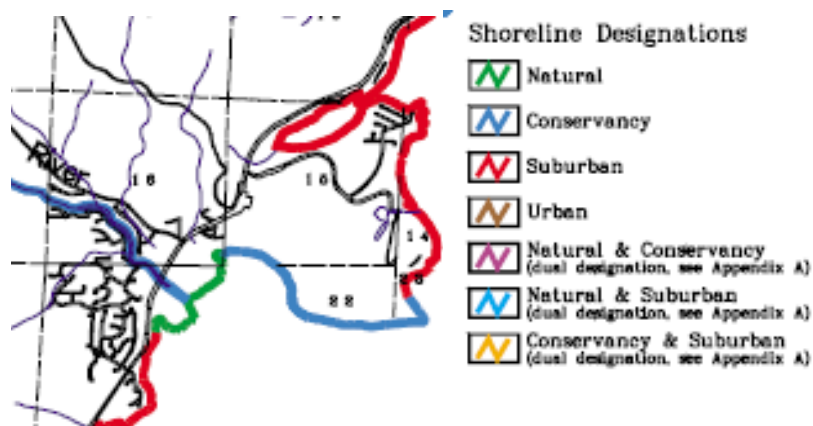 River
16
16
14
22
Shoreline Designations
Natural
Conservancy
Suburban
Urban
Natural & Conservancy
(dual designation, see Appendix A)
Natural & Suburban
(dual designation, see Appendix A)
Conservancy & Suburban
(dual designation, see Appendix A)